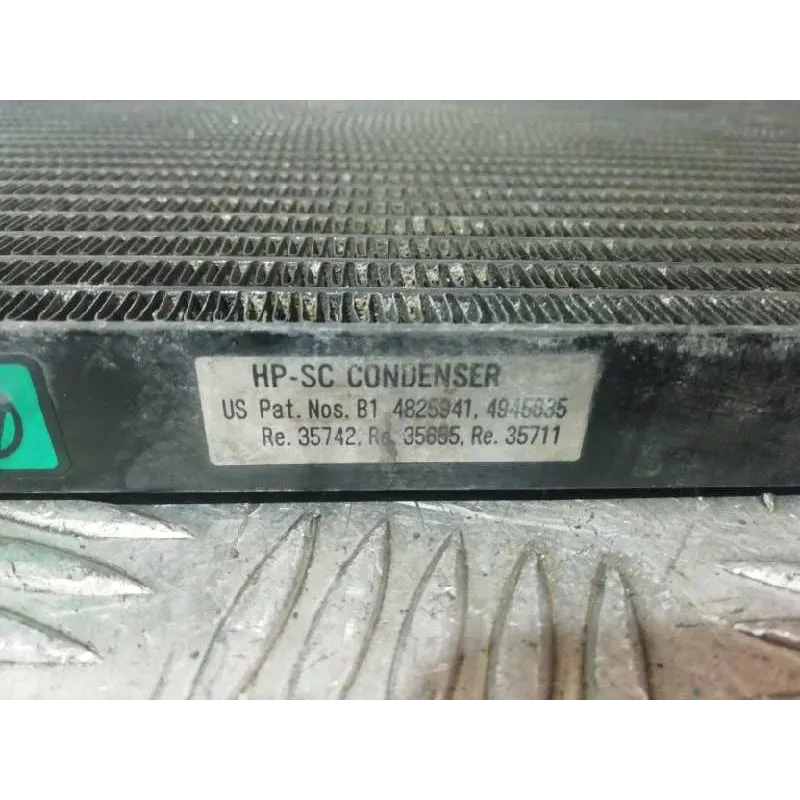 HP-SC CONDENSER
US Pat. Nos. B1 4825941, 4945635
Re. 35742, Re. 35655, Re. 35711